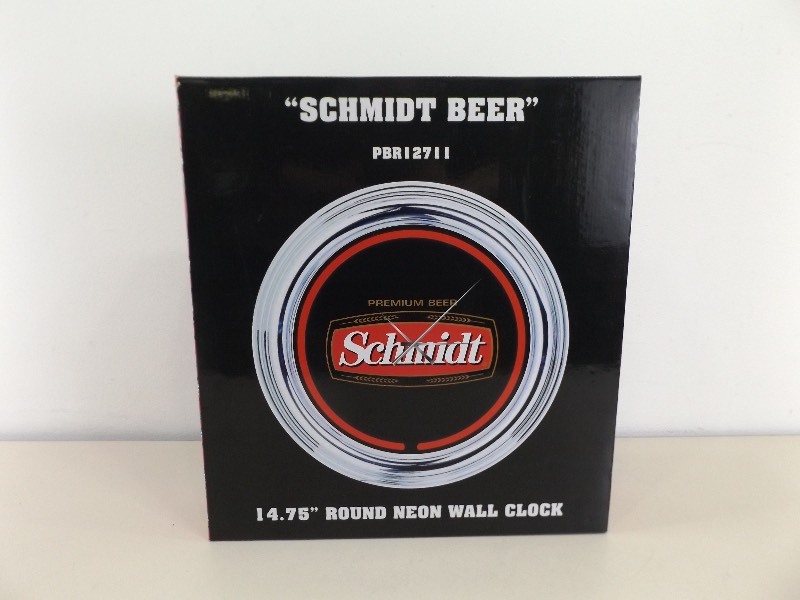 “SCHMIDT BEER”
PBR12711
PREMIUM BEER
Schmidt
14.75” ROUND NEON WALL CLOCK